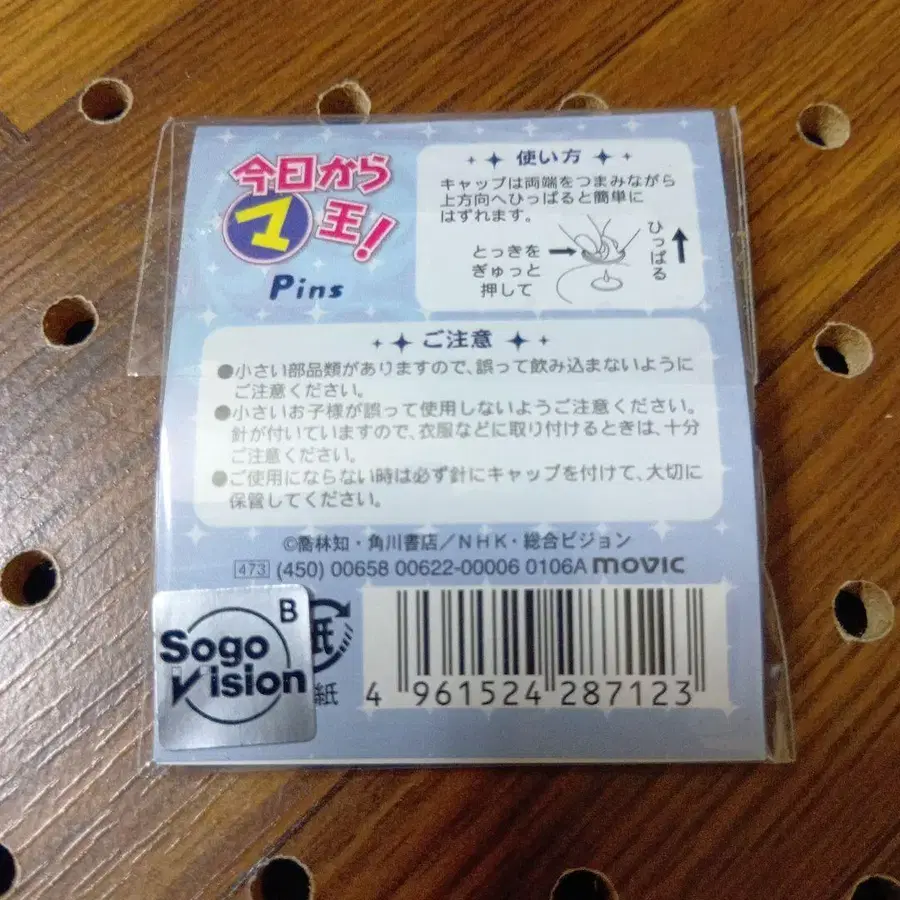 今日から
マ王!
Pins
使い方
キャップは両端をつまみながら
上方向へひっぱると簡単に
はずれます。
とっきを
ぎゅっと
押して
ひっぱる
ご注意
●小さい部品類がありますので、誤って飲み込まないように
ご注意ください。
●小さいお子様が誤って使用しないようご注意ください。
針が付いていますので、衣服などに取り付けるときは、十分
ご注意ください。
●ご使用にならない時は必ず針にキャップを付けて、大切に
保管してください。
©喬林知・角川書店／NHK・総合ビジョン
473 (450) 00658 00622-00006 0106A movic
B
Sogo
Vision
紙
紙
4 961524 287123